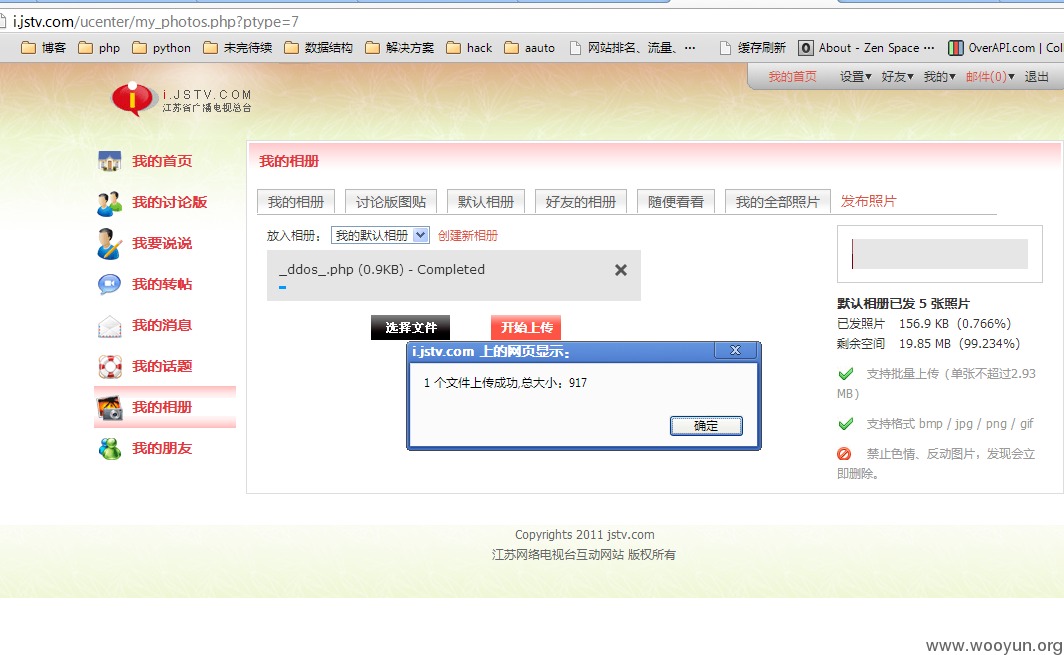 i.jstv.com/ucenter/my_photos.php?ptype=7
博客 php python 未完待续 数据结构 解决方案 hack aauto 网站排名、流量、… 缓存刷新 About - Zen Space … OverAPI.com | Col
我的首页 设置▾ 好友▾ 我的▾ 邮件(0)▾ 退出
i.JSTV.COM
江苏省广播电视总台
我的首页
我的讨论版
我要说说
我的转帖
我的消息
我的话题
我的相册
我的朋友
我的相册
我的相册 讨论版图贴 默认相册 好友的相册 随便看看 我的全部照片 发布照片
放入相册： 我的默认相册 创建新相册
_ddos_.php (0.9KB) - Completed
选择文件 开始上传
i.jstv.com 上的网页显示：
1 个文件上传成功,总大小：917
确定
默认相册已发 5 张照片
已发照片 156.9 KB（0.766%）
剩余空间 19.85 MB（99.234%）
支持批量上传（单张不超过2.93
MB）
支持格式 bmp / jpg / png / gif
禁止色情、反动图片，发现会立
即删除。
Copyrights 2011 jstv.com
江苏网络电视台互动网站 版权所有
www.wooyun.org